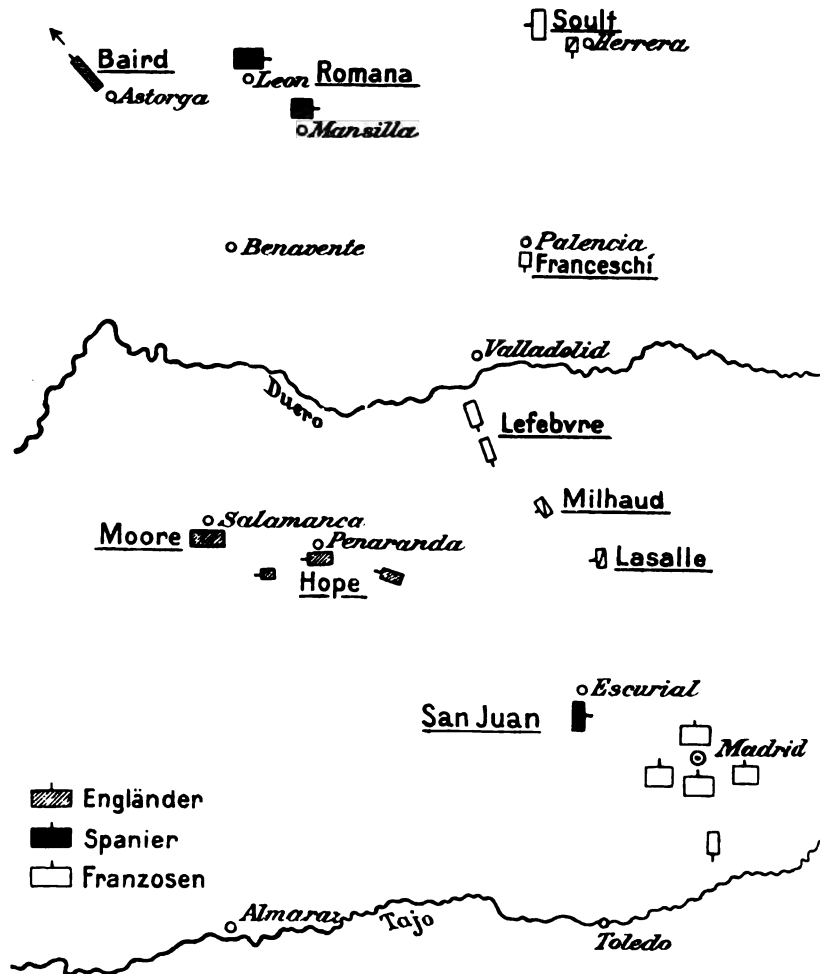 Soult
Herrera
Baird
Astorga
Leon
Romana
Mansilla
Benavente
Palencia
Franceschi
Valladolid
Duero
Lefebvre
Milhaud
Salamanca
Moore
Penaranda
Hope
Lasalle
Escurial
San Juan
Madrid
Engländer
Spanier
Franzosen
Almaraz
Tajo
Toledo